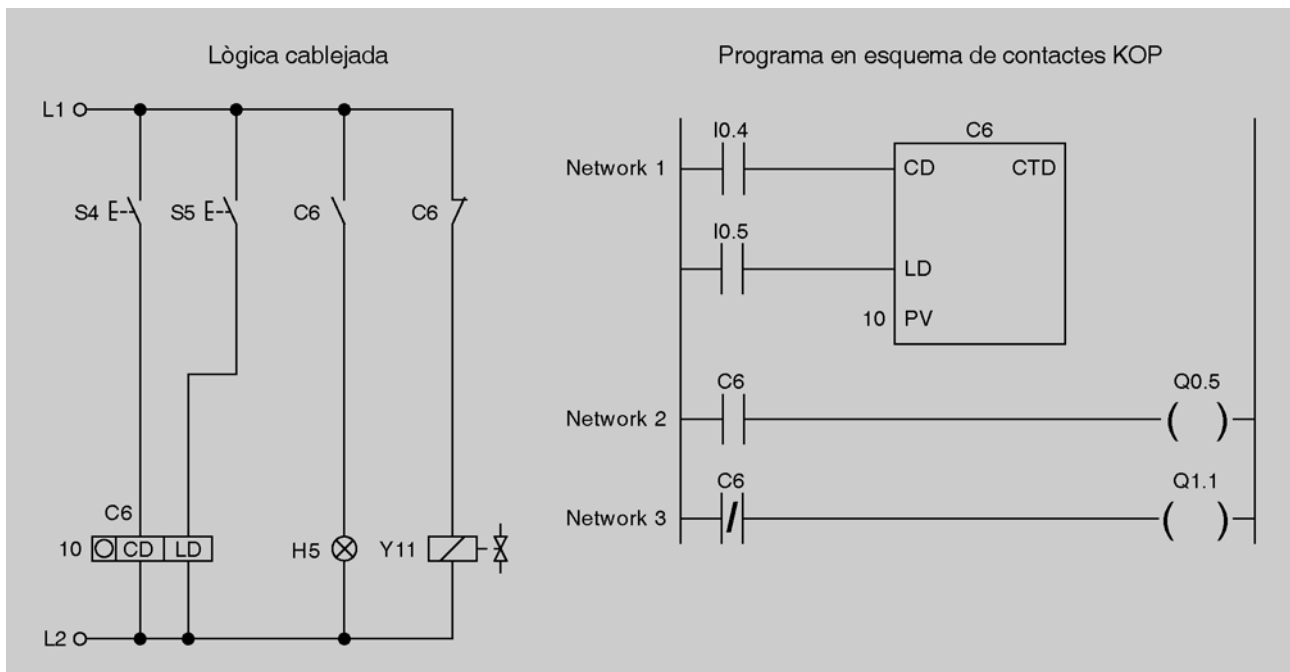 Lògica cablejada
L1
S4
S5
C6
C6
C6
10 CD LD
H5
Y11
L2
Programa en esquema de contactes KOP
I0.4
C6
Network 1
CD CTD
I0.5
LD
10 PV
C6
Q0.5
Network 2
( )
C6
Q1.1
Network 3
/
( )